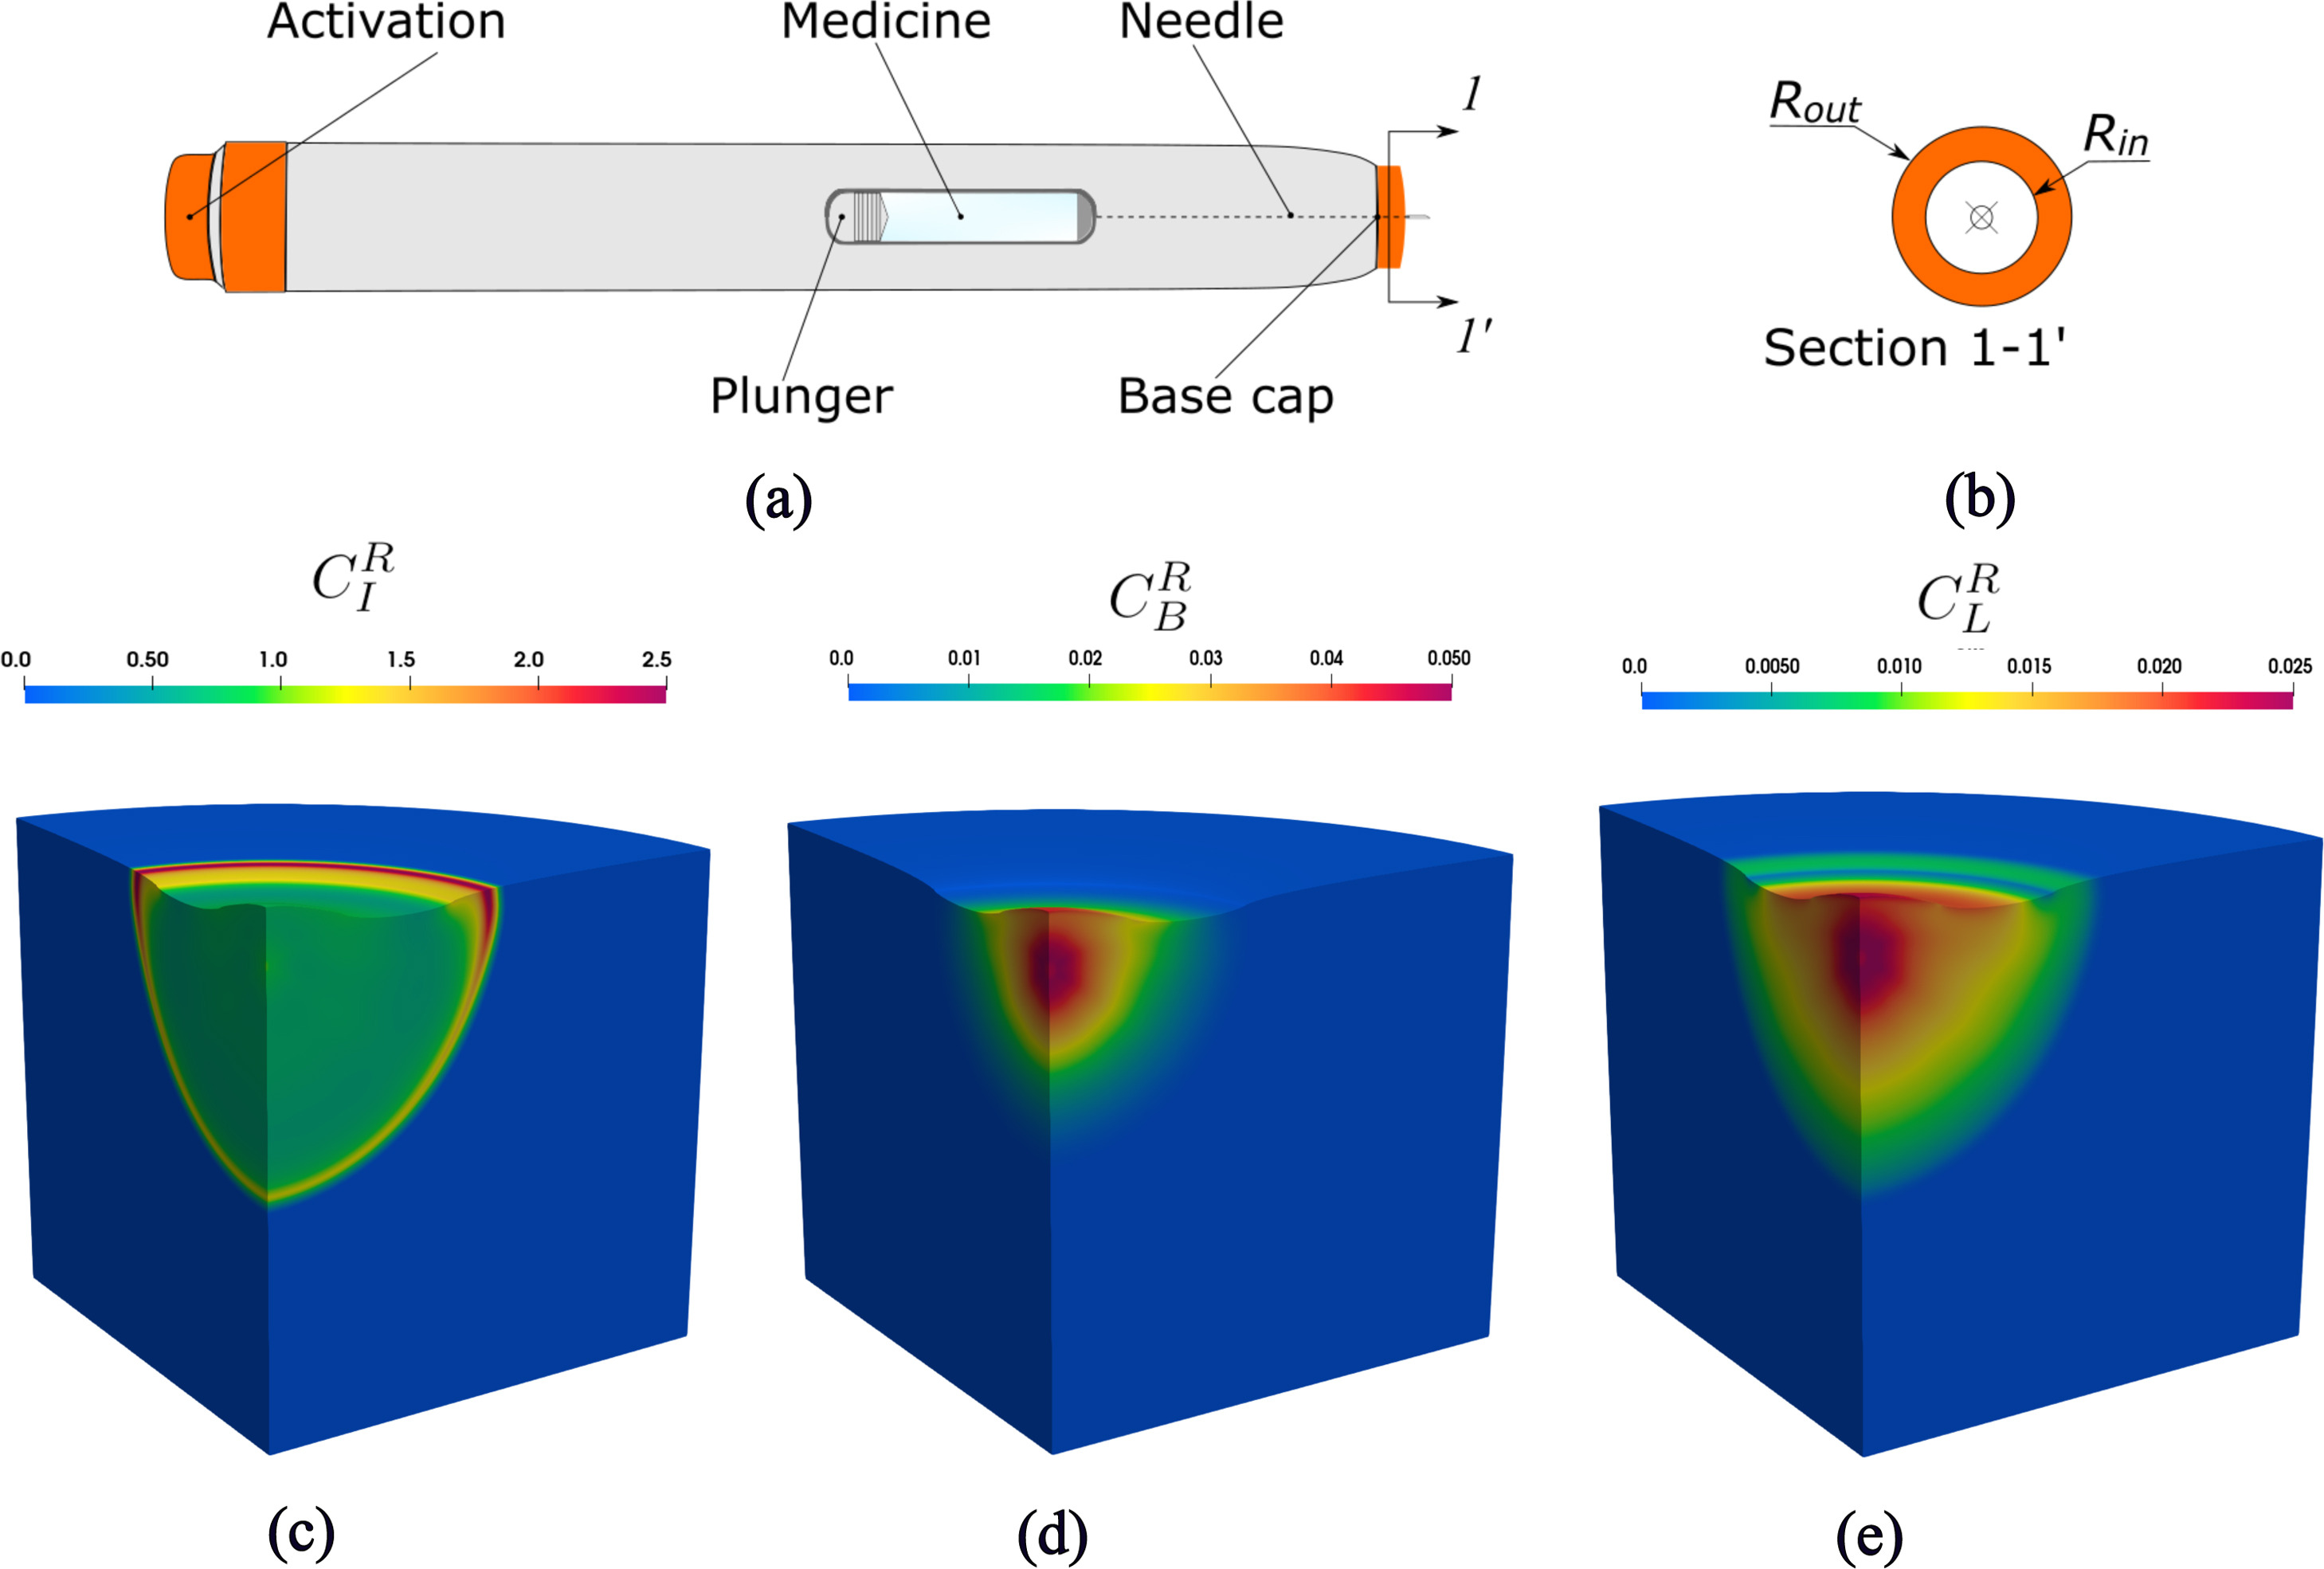 Activation Medicine Needle
1
R_out
R_in
1'
Section 1-1'
Plunger Base cap
(a) (b)
C_I^R C_B^R C_L^R
0.0 0.50 1.0 1.5 2.0 2.5
0.0 0.01 0.02 0.03 0.04 0.050
0.0 0.0050 0.010 0.015 0.020 0.025
(c) (d) (e)